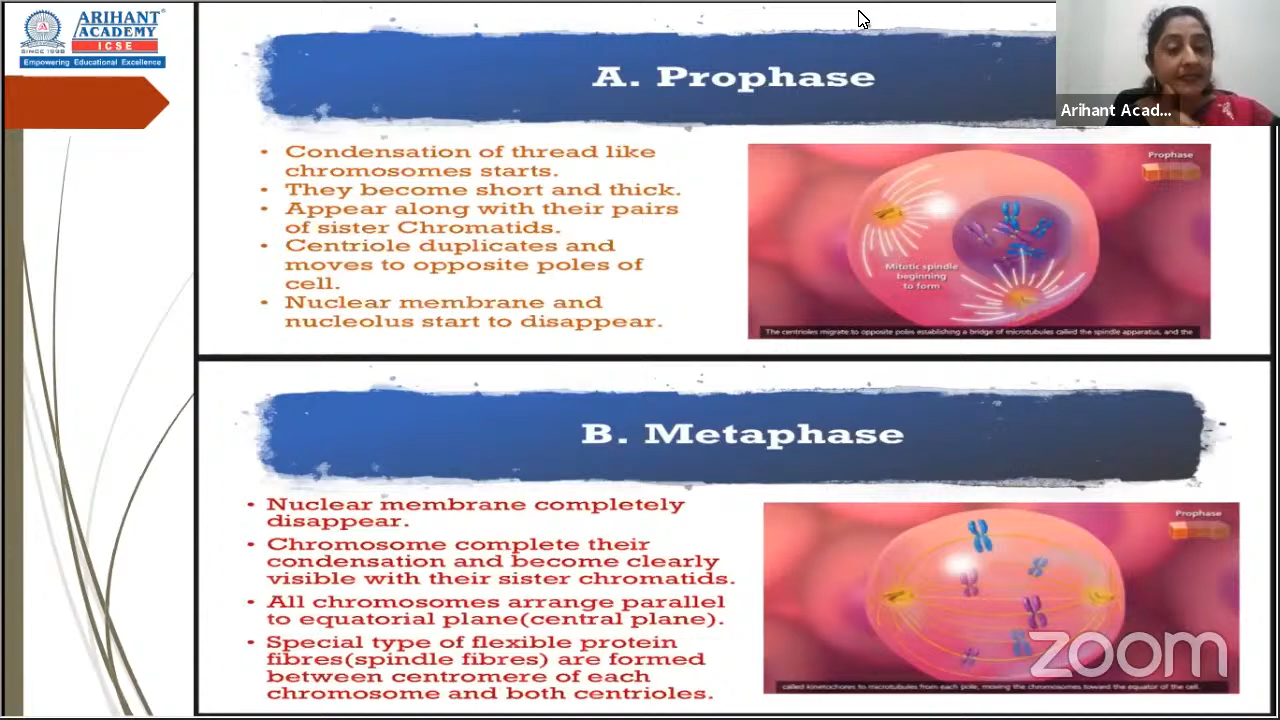 ARIHANT
ACADEMY
ICSE
SINCE 1998
Empowering Educational Excellence
A. Prophase
Arihant Acad...
• Condensation of thread like
chromosomes starts.
• They become short and thick.
• Appear along with their pairs
of sister Chromatids.
• Centriole duplicates and
moves to opposite poles of
cell.
• Nuclear membrane and
nucleolus start to disappear.
Prophase
Mitotic spindle
beginning
to form
The centrioles migrate to opposite poles establishing a bridge of microtubules called the spindle apparatus, and the
B. Metaphase
• Nuclear membrane completely
disappear.
• Chromosome complete their
condensation and become clearly
visible with their sister chromatids.
• All chromosomes arrange parallel
to equatorial plane(central plane).
• Special type of flexible protein
fibres(spindle fibres) are formed
between centromere of each
chromosome and both centrioles.
Prophase
called kinetochores to microtubules from each pole, moving the chromosomes toward the equator of the cell.
zoom